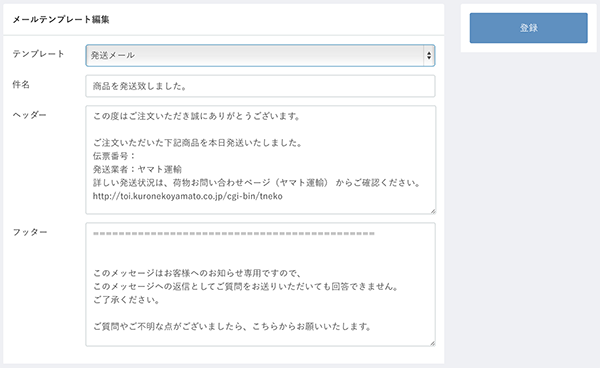 メールテンプレート編集
登録
テンプレート
発送メール
件名
商品を発送致しました。
ヘッダー
この度はご注文いただき誠にありがとうございます。
ご注文いただいた下記商品を本日発送いたしました。
伝票番号：
発送業者：ヤマト運輸
詳しい発送状況は、荷物お問い合わせページ（ヤマト運輸） からご確認ください。
http://toi.kuronekoyamato.co.jp/cgi-bin/tneko
フッター
============================================
このメッセージはお客様へのお知らせ専用ですので、
このメッセージへの返信としてご質問をお送りいただいても回答できません。
ご了承ください。
ご質問やご不明な点がございましたら、こちらからお願いいたします。